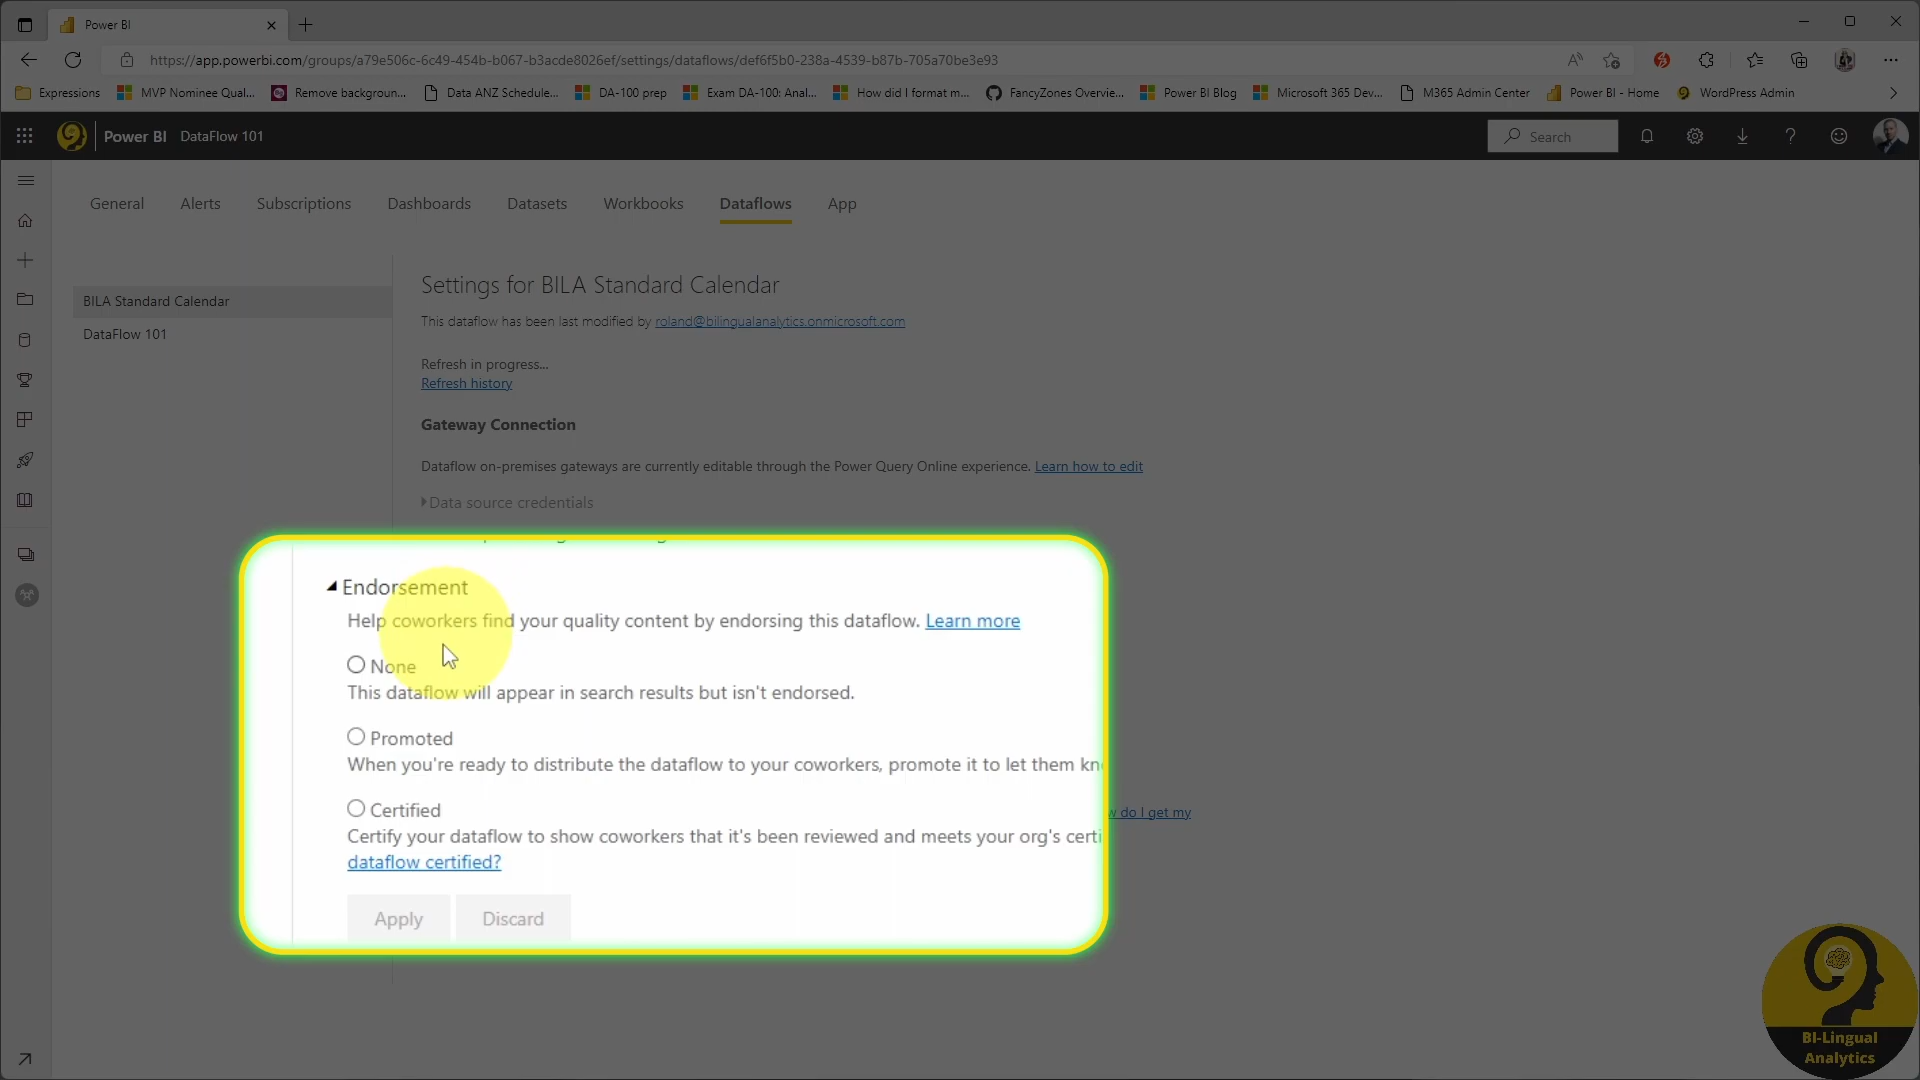 Power BI
https://app.powerbi.com/groups/a79e506c-6c49-454b-b067-b3acde8026ef/settings/dataflows/def6f5b0-238a-4539-b87b-705a70be3e93
Expressions
MVP Nominee Qual...
Remove backgroun...
Data ANZ Schedule...
DA-100 prep
Exam DA-100: Anal...
How did I format m...
FancyZones Overvie...
Power BI Blog
Microsoft 365 Dev...
M365 Admin Center
Power BI - Home
WordPress Admin
Power BI DataFlow 101
Search
General Alerts Subscriptions Dashboards Datasets Workbooks Dataflows App
BILA Standard Calendar
DataFlow 101
Settings for BILA Standard Calendar
This dataflow has been last modified by roland@bilingualanalytics.onmicrosoft.com
Refresh in progress...
Refresh history
Gateway Connection
Dataflow on-premises gateways are currently editable through the Power Query Online experience. Learn how to edit
Data source credentials
Endorsement
Help coworkers find your quality content by endorsing this dataflow. Learn more
None
This dataflow will appear in search results but isn't endorsed.
Promoted
When you're ready to distribute the dataflow to your coworkers, promote it to let them kn
Certified
w do I get my
Certify your dataflow to show coworkers that it's been reviewed and meets your org's certi
dataflow certified?
Apply Discard
BI-Lingual
Analytics